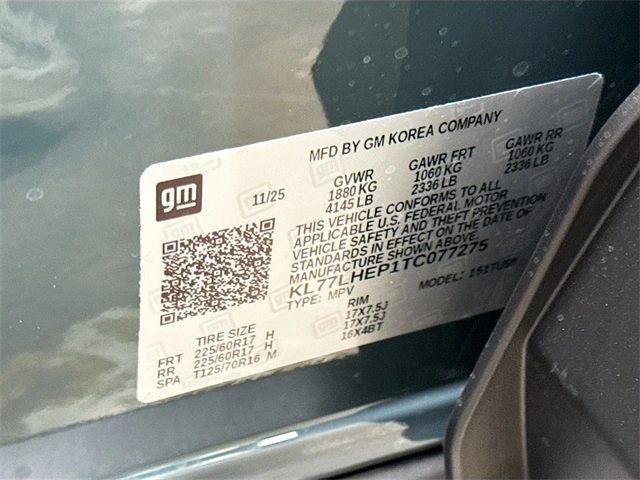 MFD BY GM KOREA COMPANY
gm
11/25
GVWR GAWR FRT GAWR RR
1880 KG 1060 KG 1060 KG
4145 LB 2336 LB 2336 LB
THIS VEHICLE CONFORMS TO ALL
APPLICABLE U.S. FEDERAL MOTOR
VEHICLE SAFETY AND THEFT PREVENTION
STANDARDS IN EFFECT ON THE DATE OF
MANUFACTURE SHOWN ABOVE.
KL77LHEP1TC077275
TYPE: MPV MODEL: 1S1TU58
TIRE SIZE RIM
FRT 225/60R17 H 17X7.5J
RR 225/60R17 H 17X7.5J
SPA T125/70R16 M 16X4BT